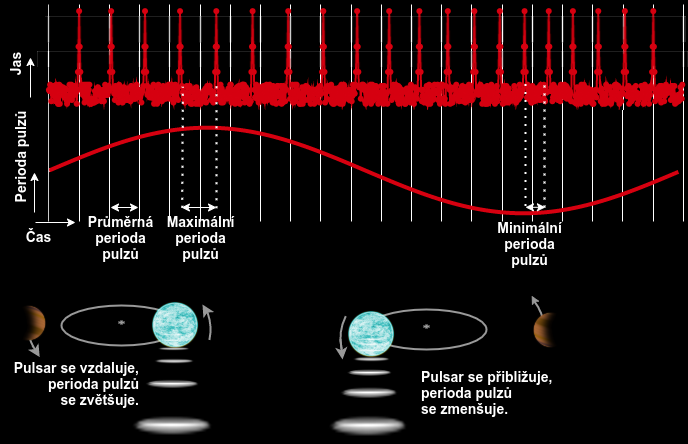 Jas
Perioda pulzů
Čas
Průměrná
perioda
pulzů
Maximální
perioda
pulzů
Minimální
perioda
pulzů
Pulsar se vzdaluje,
perioda pulzů
se zvětšuje.
Pulsar se přibližuje,
perioda pulzů
se zmenšuje.